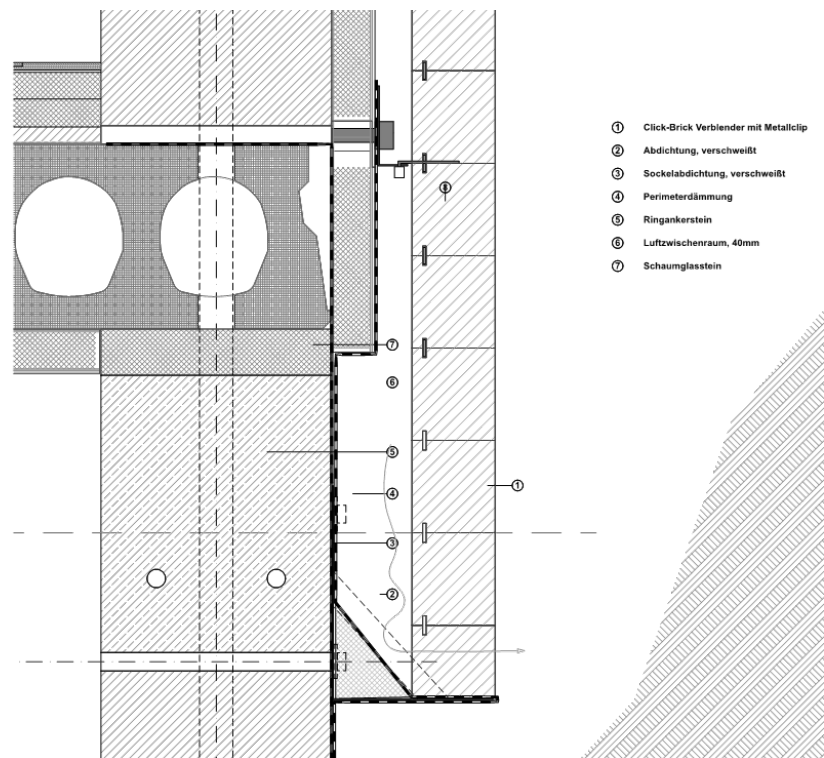 ① Click-Brick Verblender mit Metallclip
② Abdichtung, verschweißt
③ Sockelabdichtung, verschweißt
④ Perimeterdämmung
⑤ Ringankerstein
⑥ Luftzwischenraum, 40mm
⑦ Schaumglasstein
⑧
⑦
⑥
⑤
④
①
③
②